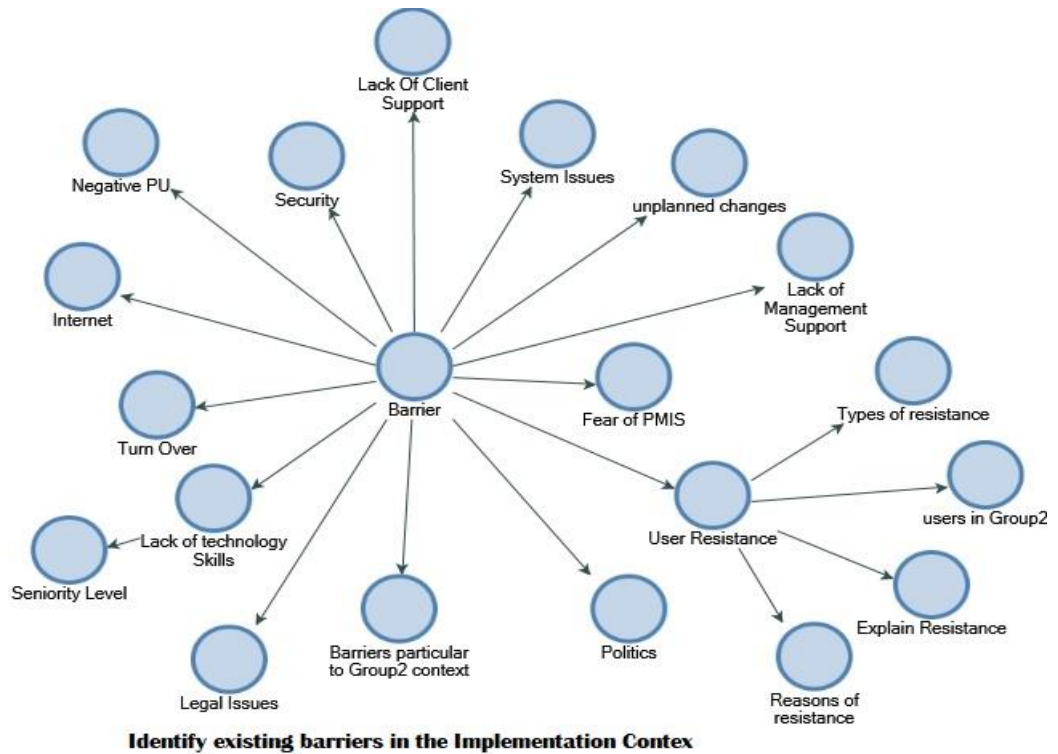 Lack Of Client
Support
Negative PU
Security
System Issues
unplanned changes
Internet
Lack of
Management
Support
Barrier
Fear of PMIS
Types of resistance
Turn Over
users in Group2
User Resistance
Lack of technology
Skills
Seniority Level
Explain Resistance
Barriers particular
to Group2 context
Politics
Legal Issues
Reasons of
resistance
Identify existing barriers in the Implementation Contex